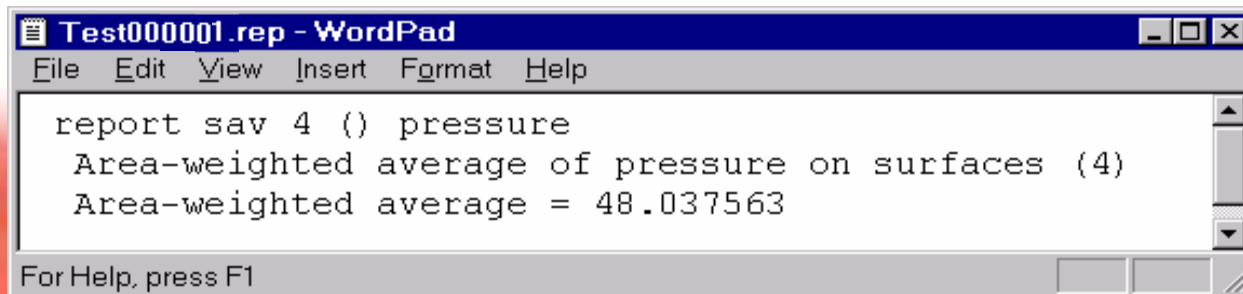 Test000001.rep - WordPad
File Edit View Insert Format Help
report sav 4 () pressure
Area-weighted average of pressure on surfaces (4)
Area-weighted average = 48.037563
For Help, press F1